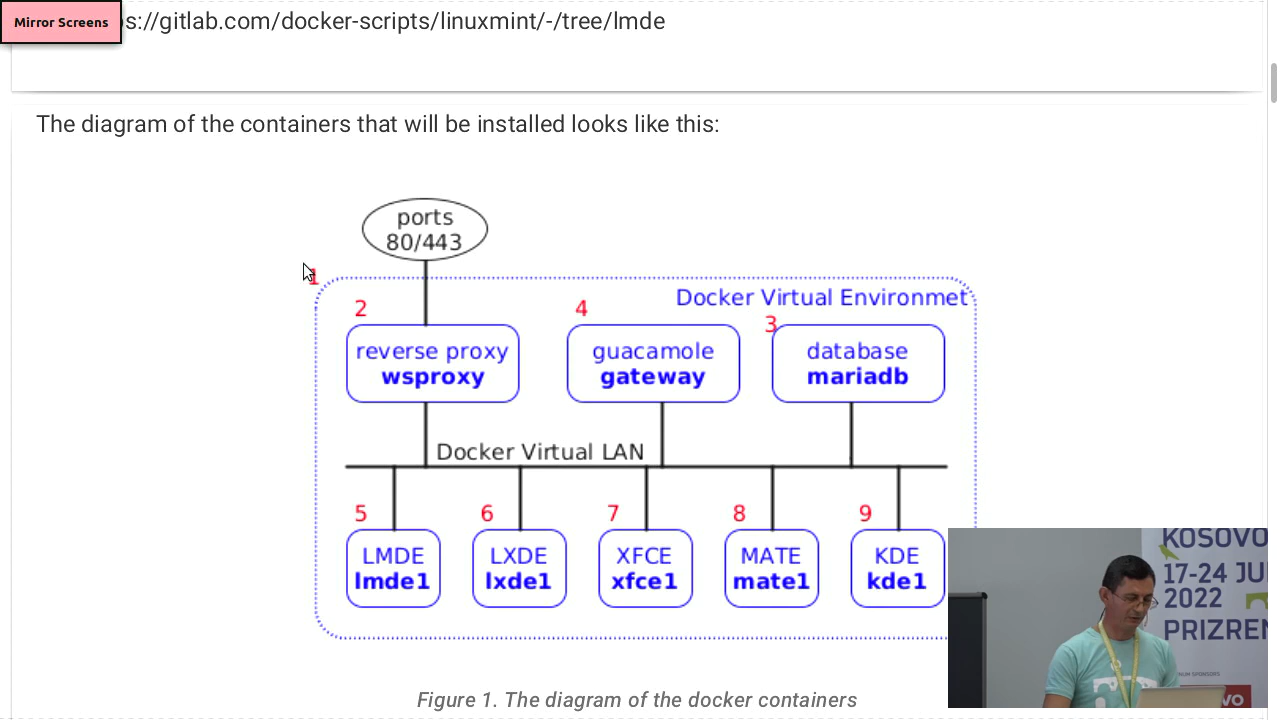 Mirror Screens
s://gitlab.com/docker-scripts/linuxmint/-/tree/lmde
The diagram of the containers that will be installed looks like this:
ports
80/443
1
Docker Virtual Environmet
2
4
3
reverse proxy
wsproxy
guacamole
gateway
database
mariadb
Docker Virtual LAN
5
6
7
8
9
LMDE
lmde1
LXDE
lxde1
XFCE
xfce1
MATE
mate1
KDE
kde1
Figure 1. The diagram of the docker containers
KOSOVO
17-24 JU
2022
PRIZREN